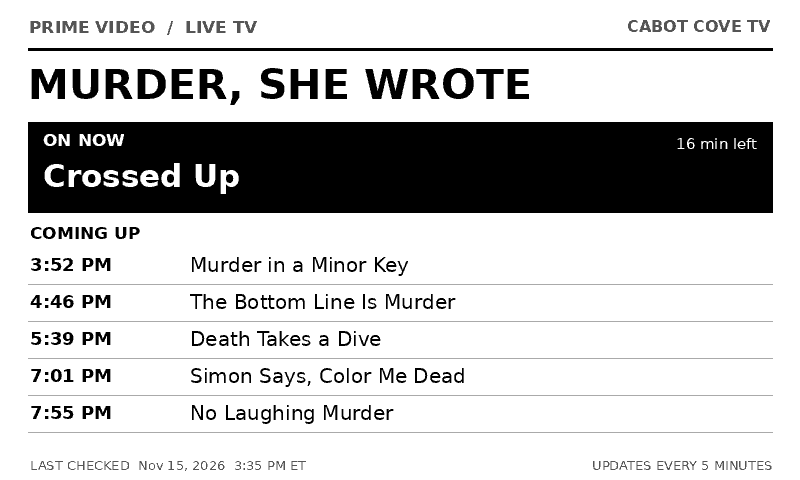 PRIME VIDEO / LIVE TV
CABOT COVE TV
MURDER, SHE WROTE
ON NOW
16 min left
Crossed Up
COMING UP
3:52 PM Murder in a Minor Key
4:46 PM The Bottom Line Is Murder
5:39 PM Death Takes a Dive
7:01 PM Simon Says, Color Me Dead
7:55 PM No Laughing Murder
LAST CHECKED Nov 15, 2026 3:35 PM ET
UPDATES EVERY 5 MINUTES